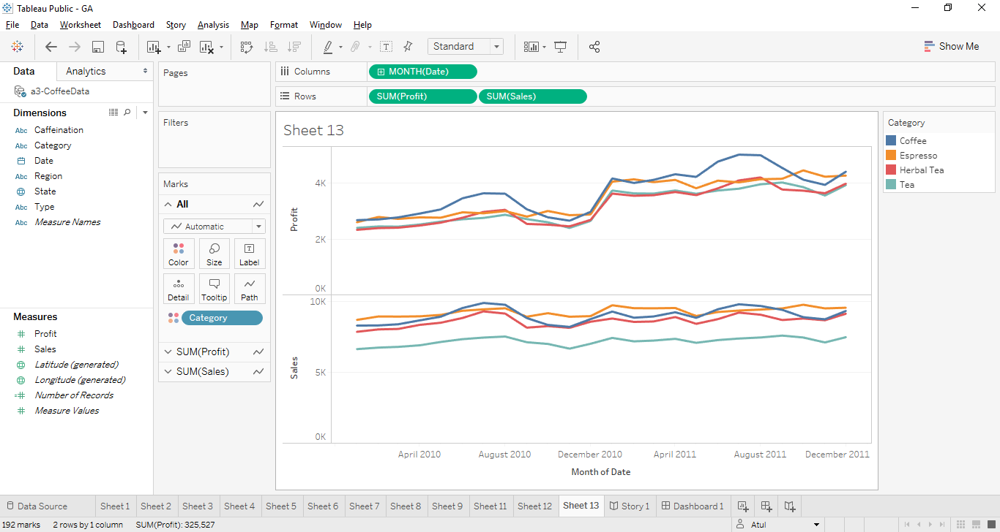 Tableau Public - GA
File Data Worksheet Dashboard Story Analysis Map Format Window Help
Standard
Show Me
Data Analytics
a3-CoffeeData
Dimensions
Abc Caffeination
Abc Category
Date
Abc Region
State
Abc Type
Abc Measure Names
Measures
# Profit
# Sales
Latitude (generated)
Longitude (generated)
=# Number of Records
# Measure Values
Pages
Filters
Marks
All
Automatic
Color Size Label
Detail Tooltip Path
Category
SUM(Profit)
SUM(Sales)
Columns MONTH(Date)
Rows SUM(Profit) SUM(Sales)
Sheet 13
Profit
4K
2K
0K
Sales
10K
5K
0K
April 2010 August 2010 December 2010 April 2011 August 2011 December 2011
Month of Date
Category
Coffee
Espresso
Herbal Tea
Tea
Data Source Sheet 1 Sheet 2 Sheet 3 Sheet 4 Sheet 5 Sheet 6 Sheet 7 Sheet 8 Sheet 9 Sheet 11 Sheet 12 Sheet 13 Story 1 Dashboard 1
192 marks 2 rows by 1 column SUM(Profit): 325,527 Atul